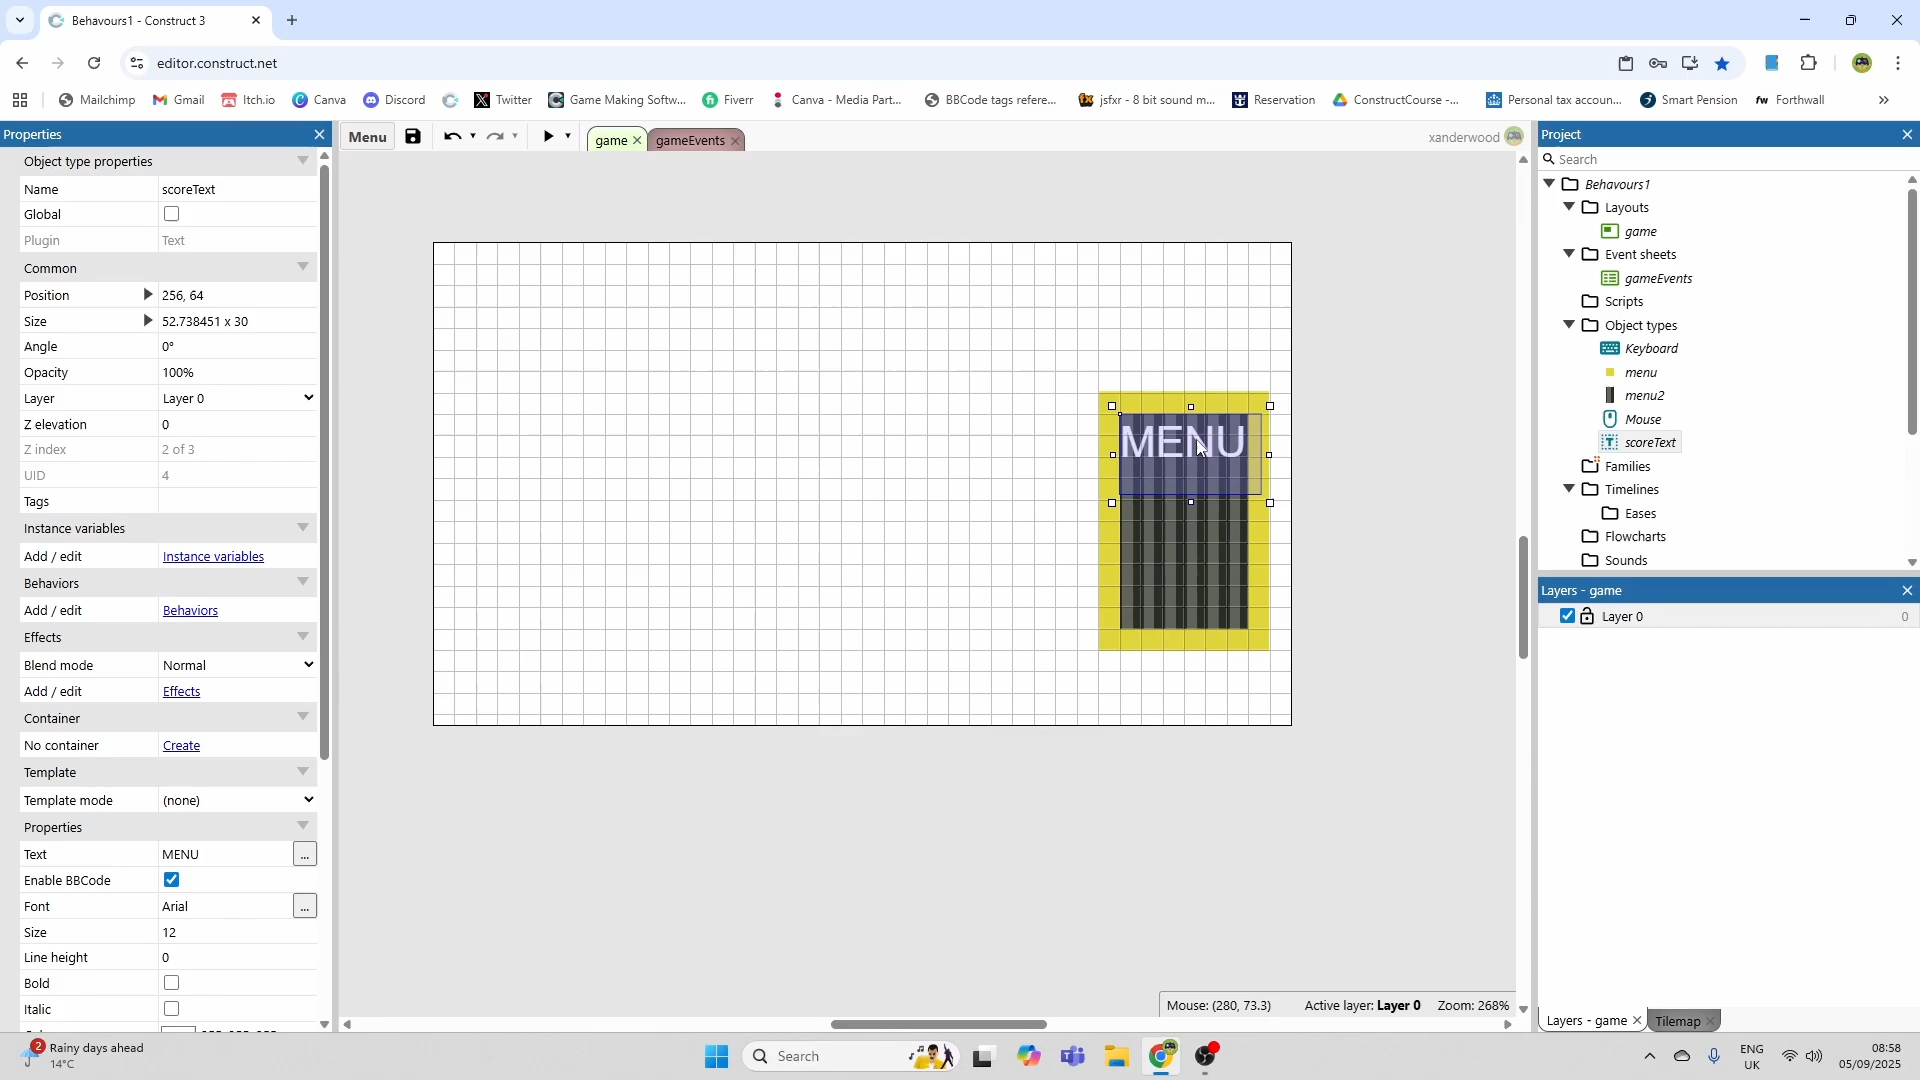 Behavours1 - Construct 3
editor.construct.net
Mailchimp
Gmail
Itch.io
Canva
Discord
Twitter
Game Making Softw...
Fiverr
Canva - Media Part...
BBCode tags refere...
jsfxr - 8 bit sound m...
Reservation
ConstructCourse -...
Personal tax accoun...
Smart Pension
fw Forthwall
Properties
Menu
game
gameEvents
xanderwood
Project
Search
Object type properties
Name scoreText
Global
Plugin Text
Common
Position 256, 64
Size 52.738451 x 30
Angle 0°
Opacity 100%
Layer Layer 0
Z elevation 0
Z index 2 of 3
UID 4
Tags
Instance variables
Add / edit Instance variables
Behaviors
Add / edit Behaviors
Effects
Blend mode Normal
Add / edit Effects
Container
No container Create
Template
Template mode (none)
Properties
Text MENU ...
Enable BBCode
Font Arial ...
Size 12
Line height 0
Bold
Italic
MENU
Mouse: (280, 73.3) Active layer: Layer 0 Zoom: 268%
Behavours1
Layouts
game
Event sheets
gameEvents
Scripts
Object types
Keyboard
menu
menu2
Mouse
scoreText
Families
Timelines
Eases
Flowcharts
Sounds
Layers - game
Layer 0 0
Layers - game
Tilemap
2
Rainy days ahead
14°C
Search
ENG
UK
08:58
05/09/2025